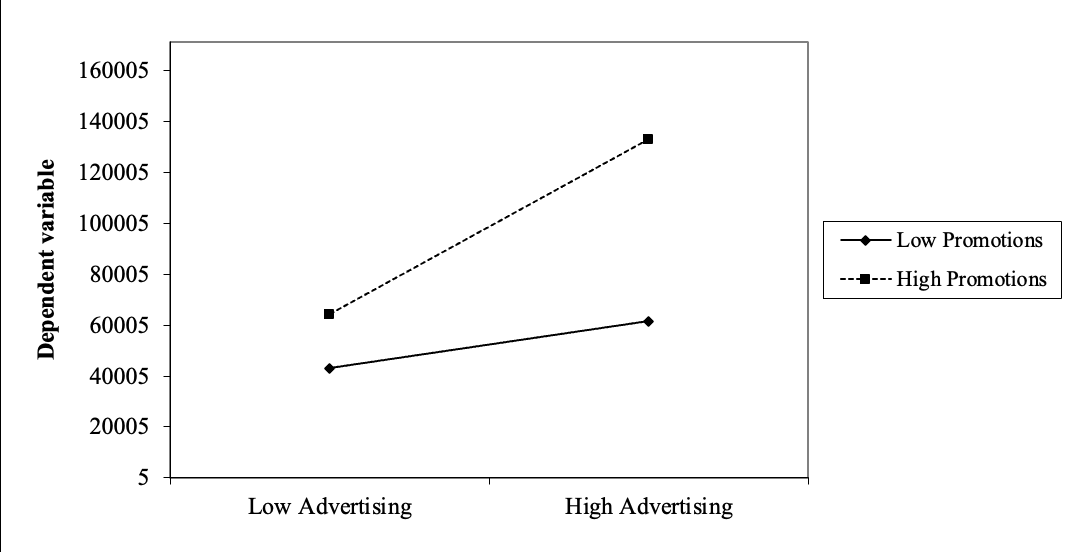 160005
140005
120005
100005
80005
60005
40005
20005
5
Dependent variable
Low Advertising
High Advertising
Low Promotions
High Promotions